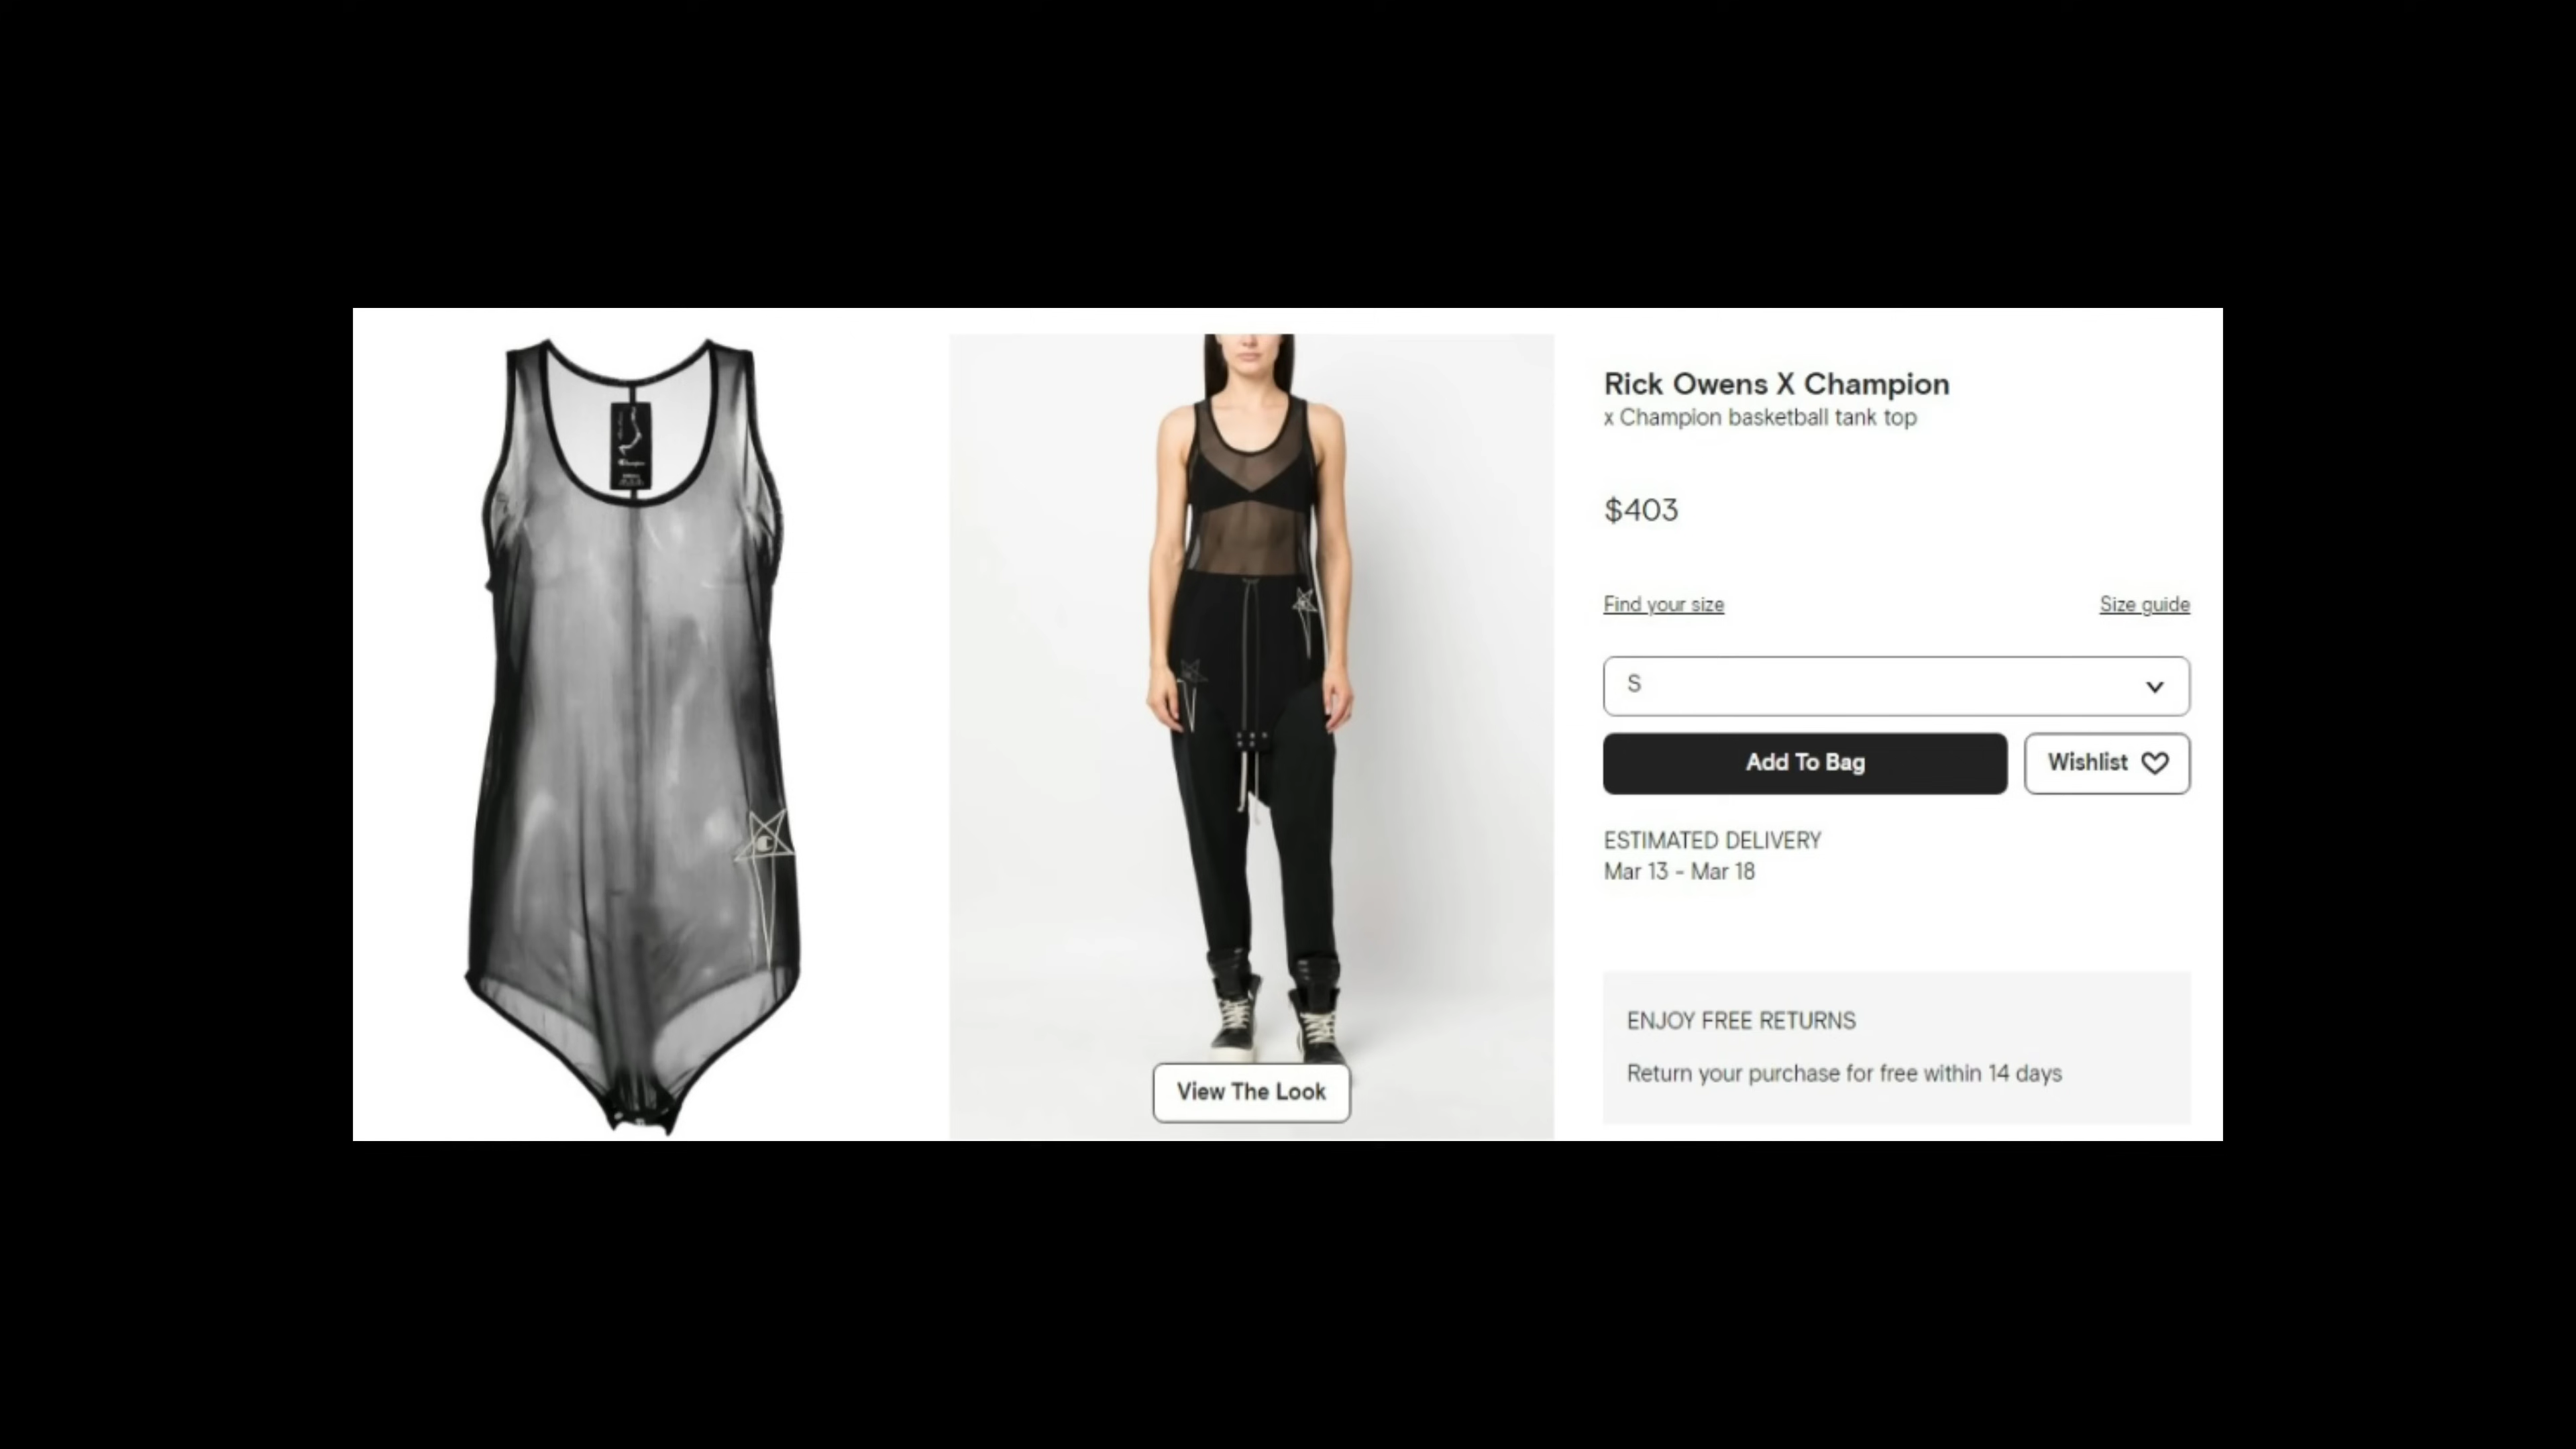 Champion
View The Look
Rick Owens X Champion
x Champion basketball tank top
$403
Find your size
Size guide
S
Add To Bag
Wishlist
ESTIMATED DELIVERY
Mar 13 - Mar 18
ENJOY FREE RETURNS
Return your purchase for free within 14 days